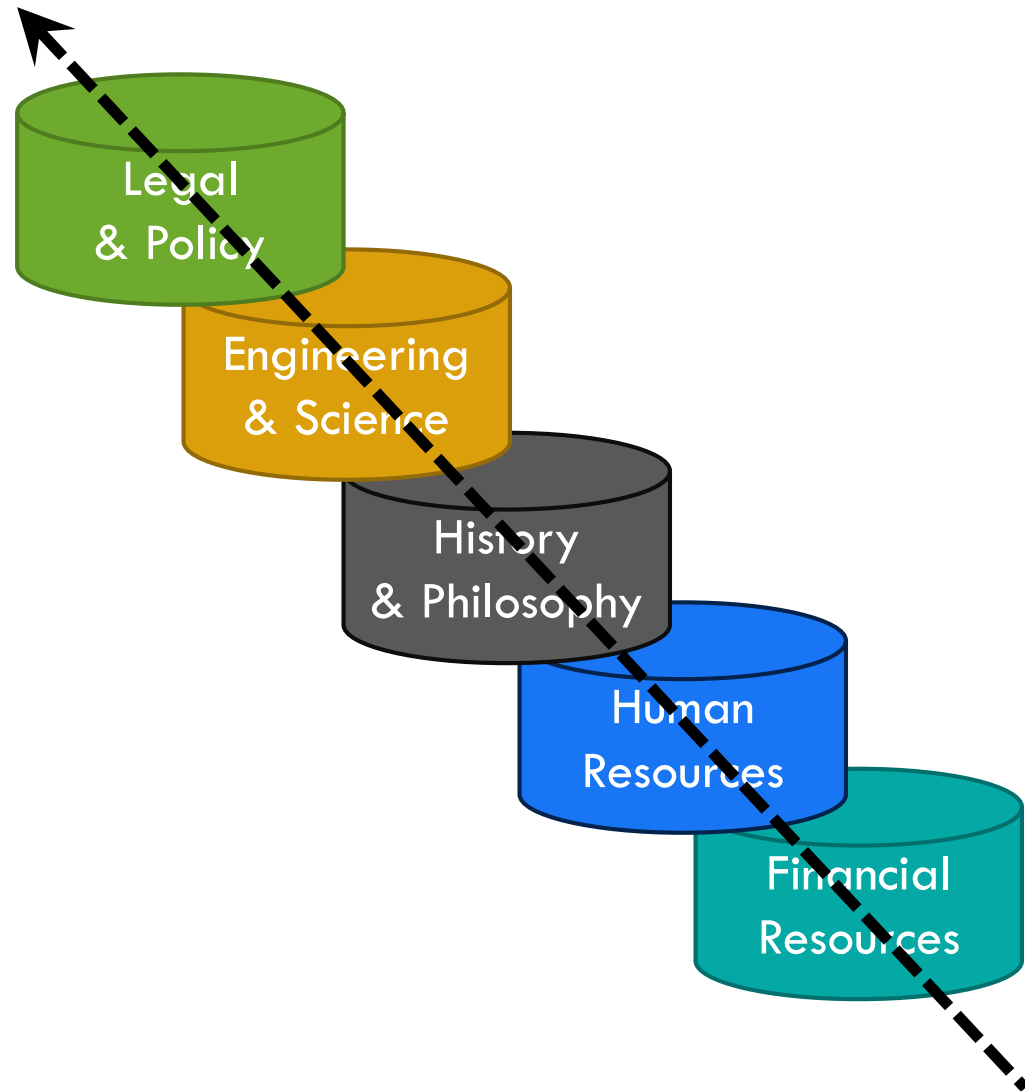 Legal
& Policy
Engineering
& Science
History
& Philosophy
Human
Resources
Financial
Resources